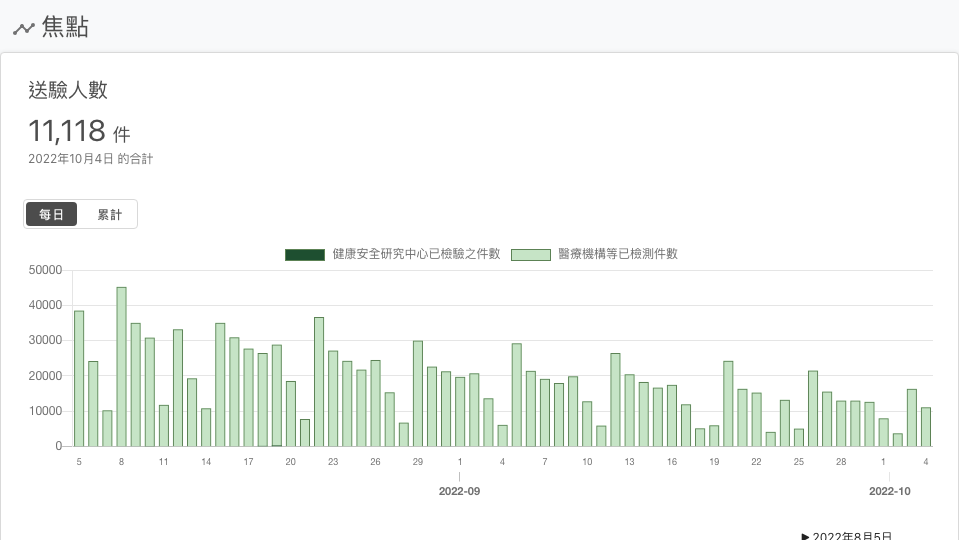 焦點
送驗人數
11,118 件
2022年10月4日 的合計
每日 累計
健康安全研究中心已檢驗之件數 醫療機構等已檢測件數
50000
40000
30000
20000
10000
0
5 8 11 14 17 20 23 26 29 1 4 7 10 13 16 19 22 25 28 1 4
2022-09 2022-10
▶ 2022年8月5日